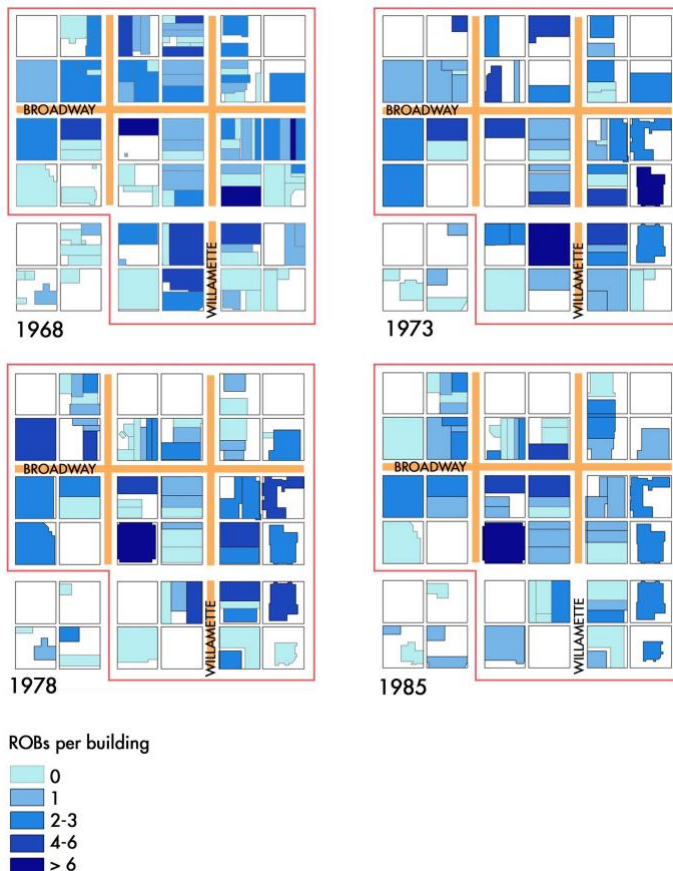 BROADWAY
WILLAMETTE
1968
BROADWAY
WILLAMETTE
1973
BROADWAY
WILLAMETTE
1978
BROADWAY
WILLAMETTE
1985
ROBs per building
0
1
2-3
4-6
> 6